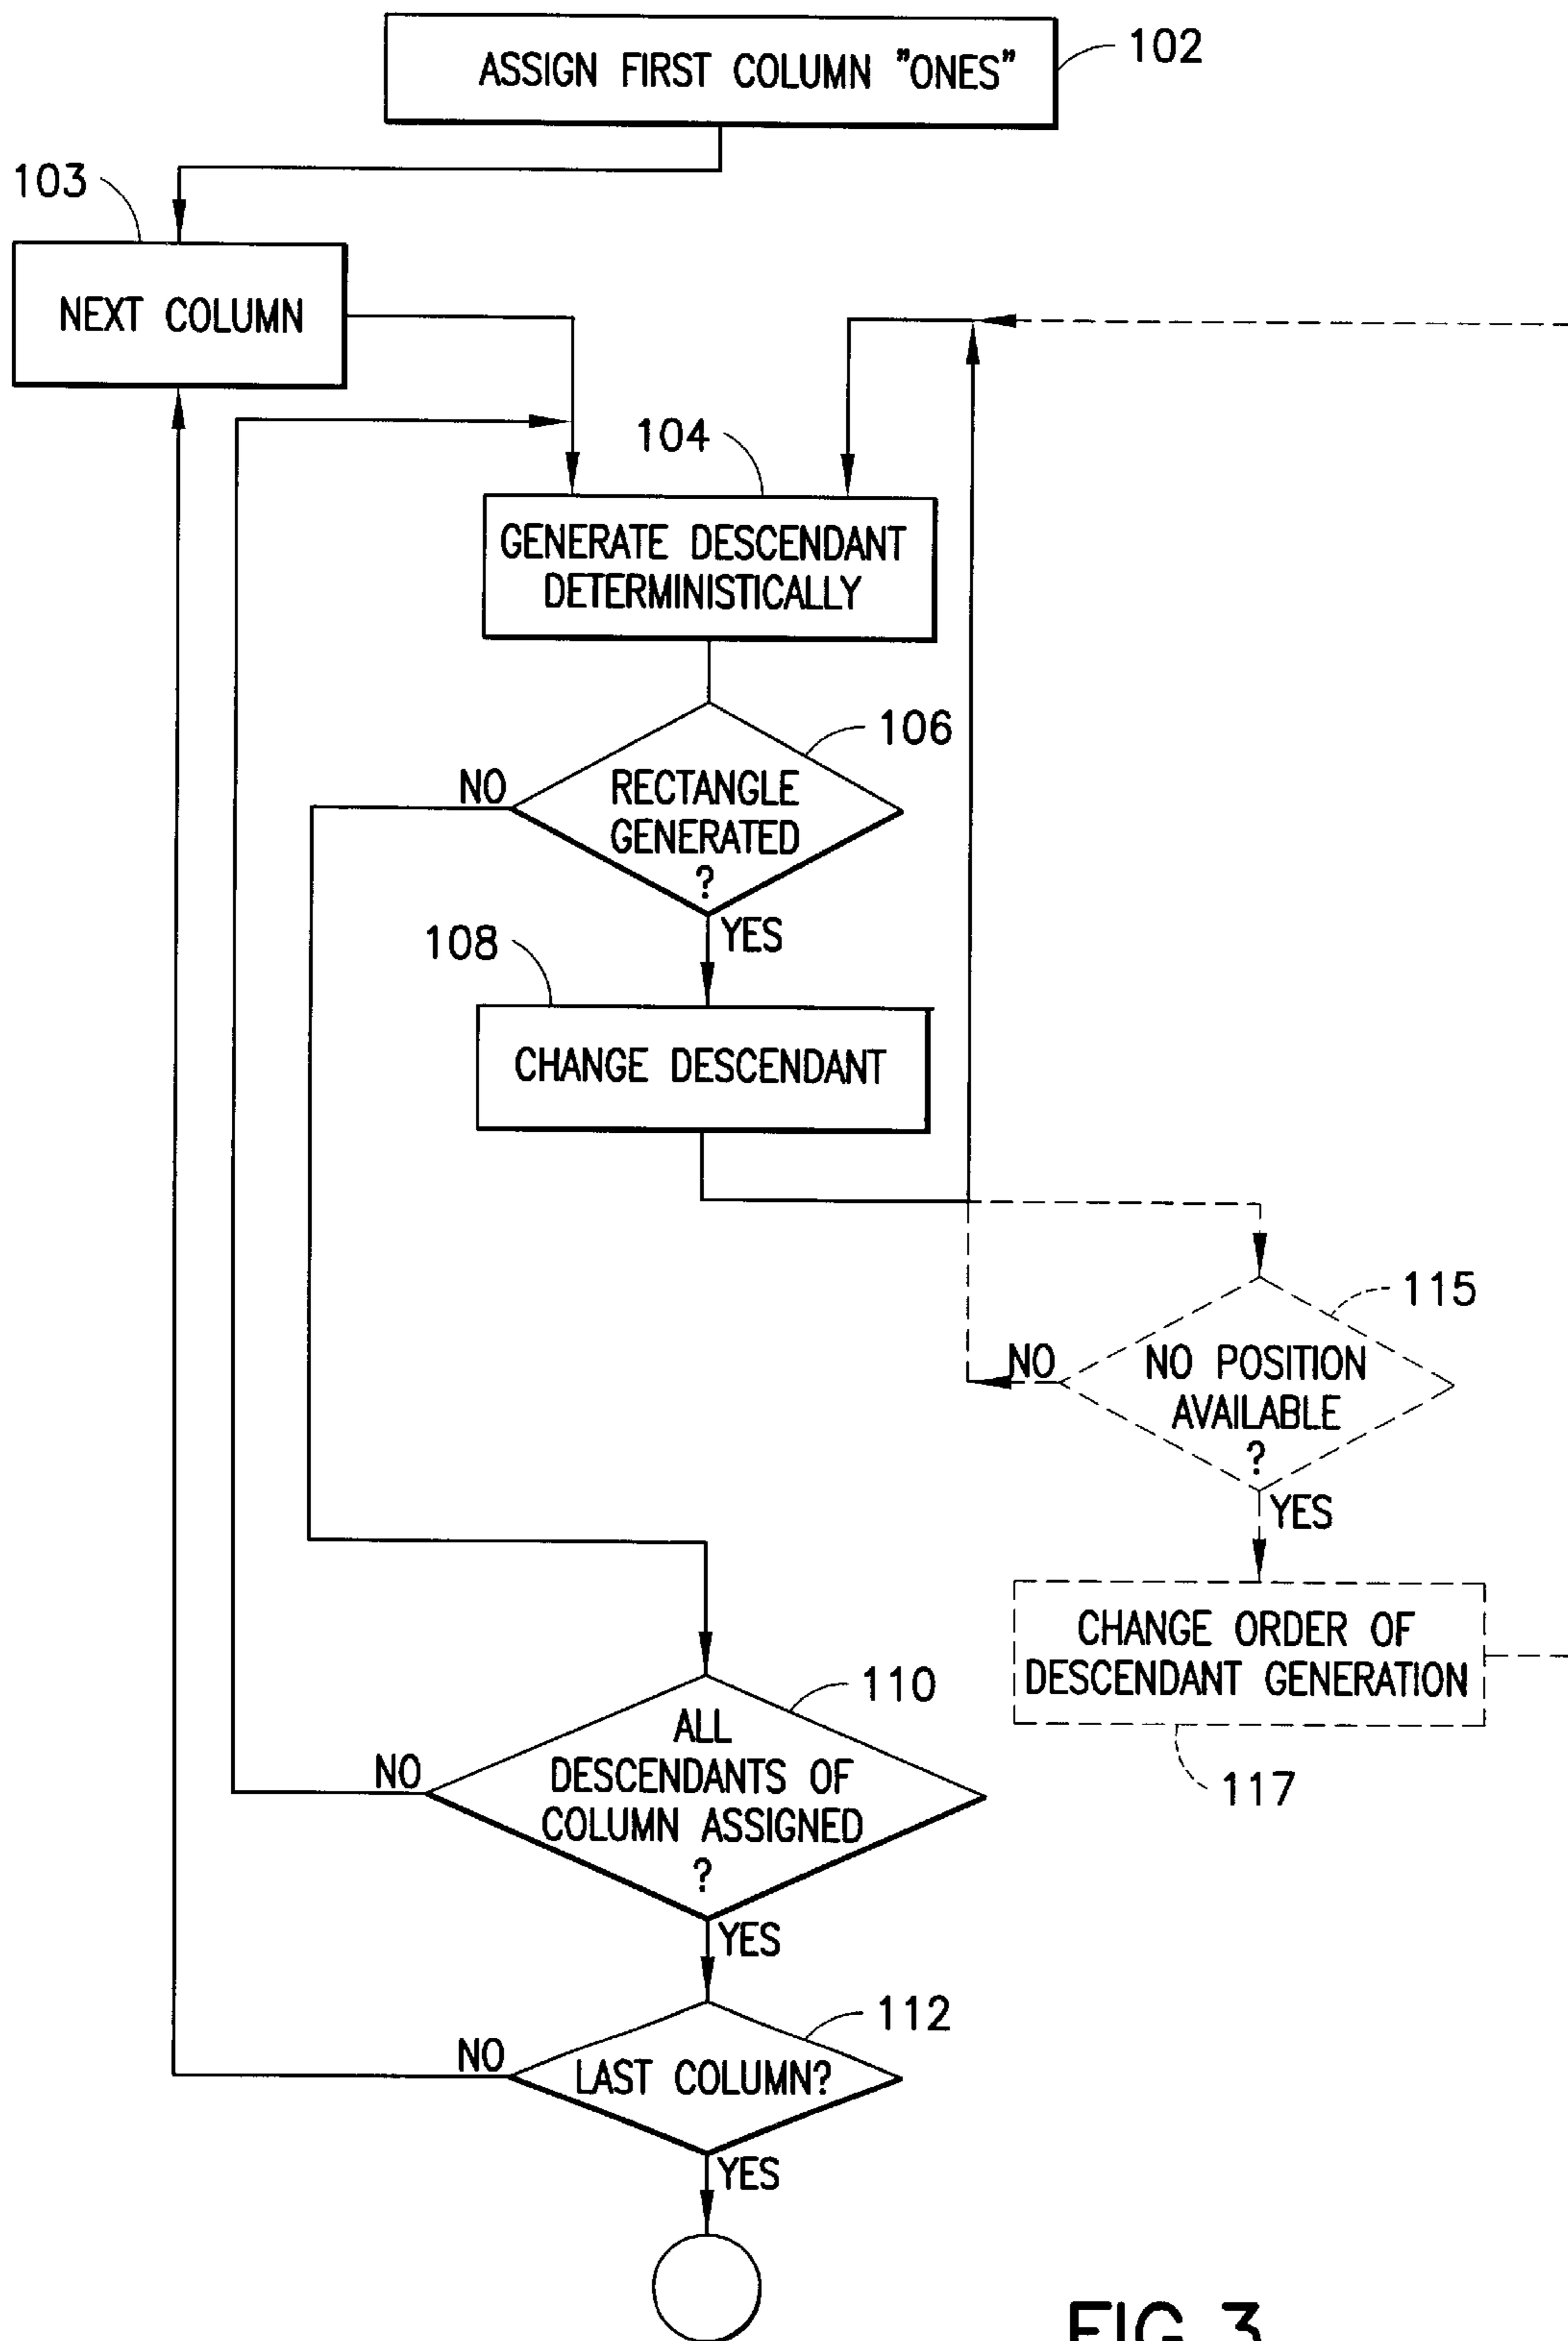 ASSIGN FIRST COLUMN "ONES"
102
103
NEXT COLUMN
104
GENERATE DESCENDANT
DETERMINISTICALLY
106
NO
RECTANGLE
GENERATED
?
YES
108
CHANGE DESCENDANT
115
NO
NO POSITION
AVAILABLE
?
YES
CHANGE ORDER OF
DESCENDANT GENERATION
117
110
NO
ALL
DESCENDANTS OF
COLUMN ASSIGNED
?
YES
112
NO
LAST COLUMN?
YES
FIG.3